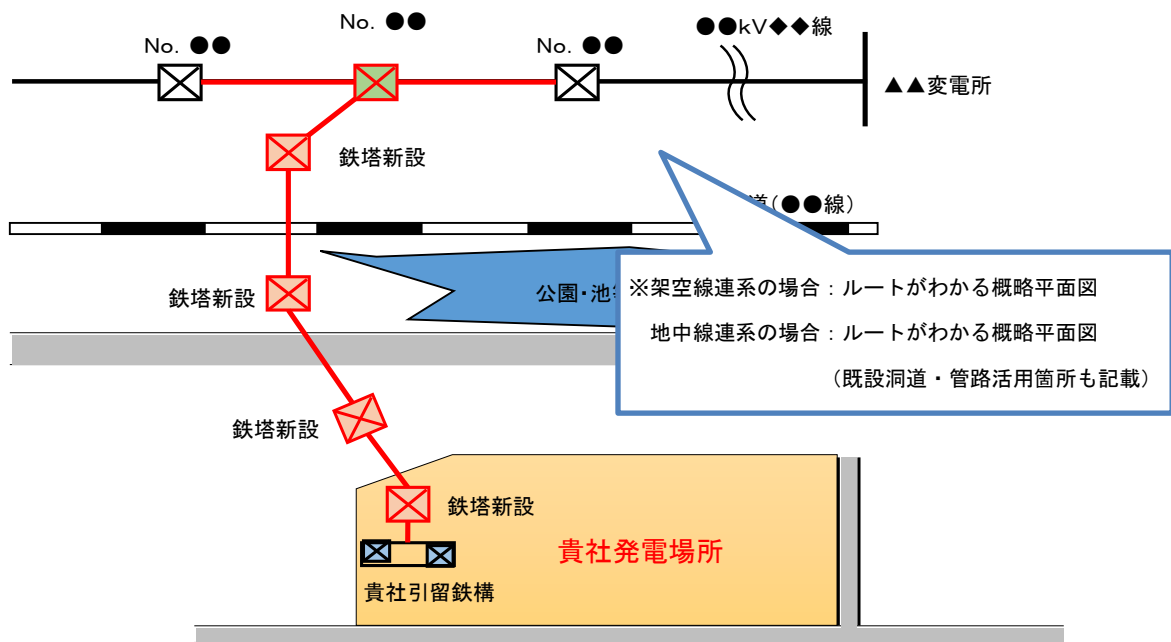 No. ●●
No. ●●
No. ●●
●●kV◆◆線
▲▲変電所
鉄塔新設
道(●●線)
鉄塔新設
公園・池等
※架空線連系の場合：ルートがわかる概略平面図
地中線連系の場合：ルートがわかる概略平面図
（既設洞道・管路活用箇所も記載）
鉄塔新設
鉄塔新設
貴社発電場所
貴社引留鉄構